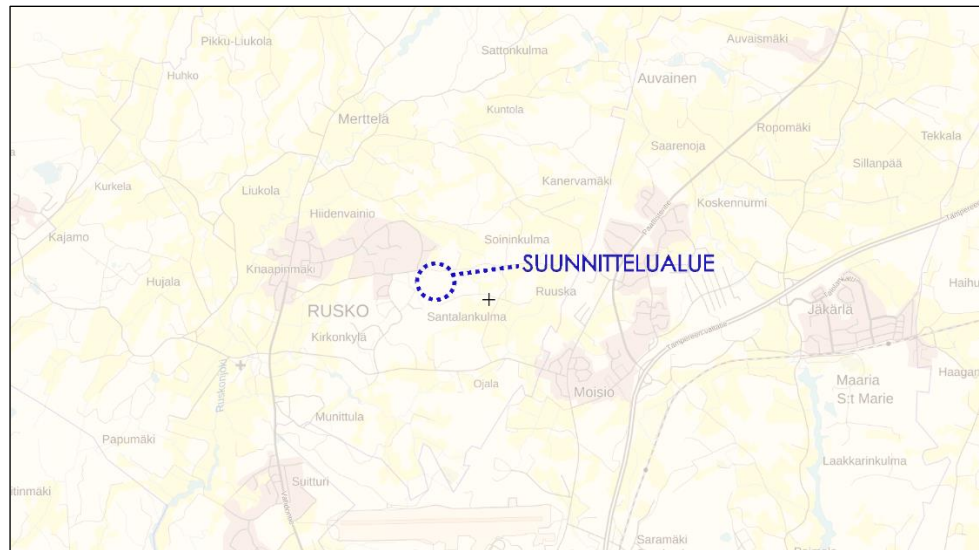 Pikku-Liukola
Sattonkulma
Auvaismäki
Huhko
Auvainen
Kuntola
Merttelä
Ropomäki
Tekkala
Saarenoja
Sillanpää
Kurkela
Liukola
Kanervamäki
Koskennurmi
Hiidenvainio
Kajamo
Soininkulma
Knaapinmäki
SUUNNITTELUALUE
Hujala
Ruuska
RUSKO
Santalankulma
Jäkärlä
Kirkonkylä
Ruskonjoki
Ojala
Moisio
Maaria
S:t Marie
Munittula
Papumäki
Laakkarinkulma
Suitturi
Saramäki